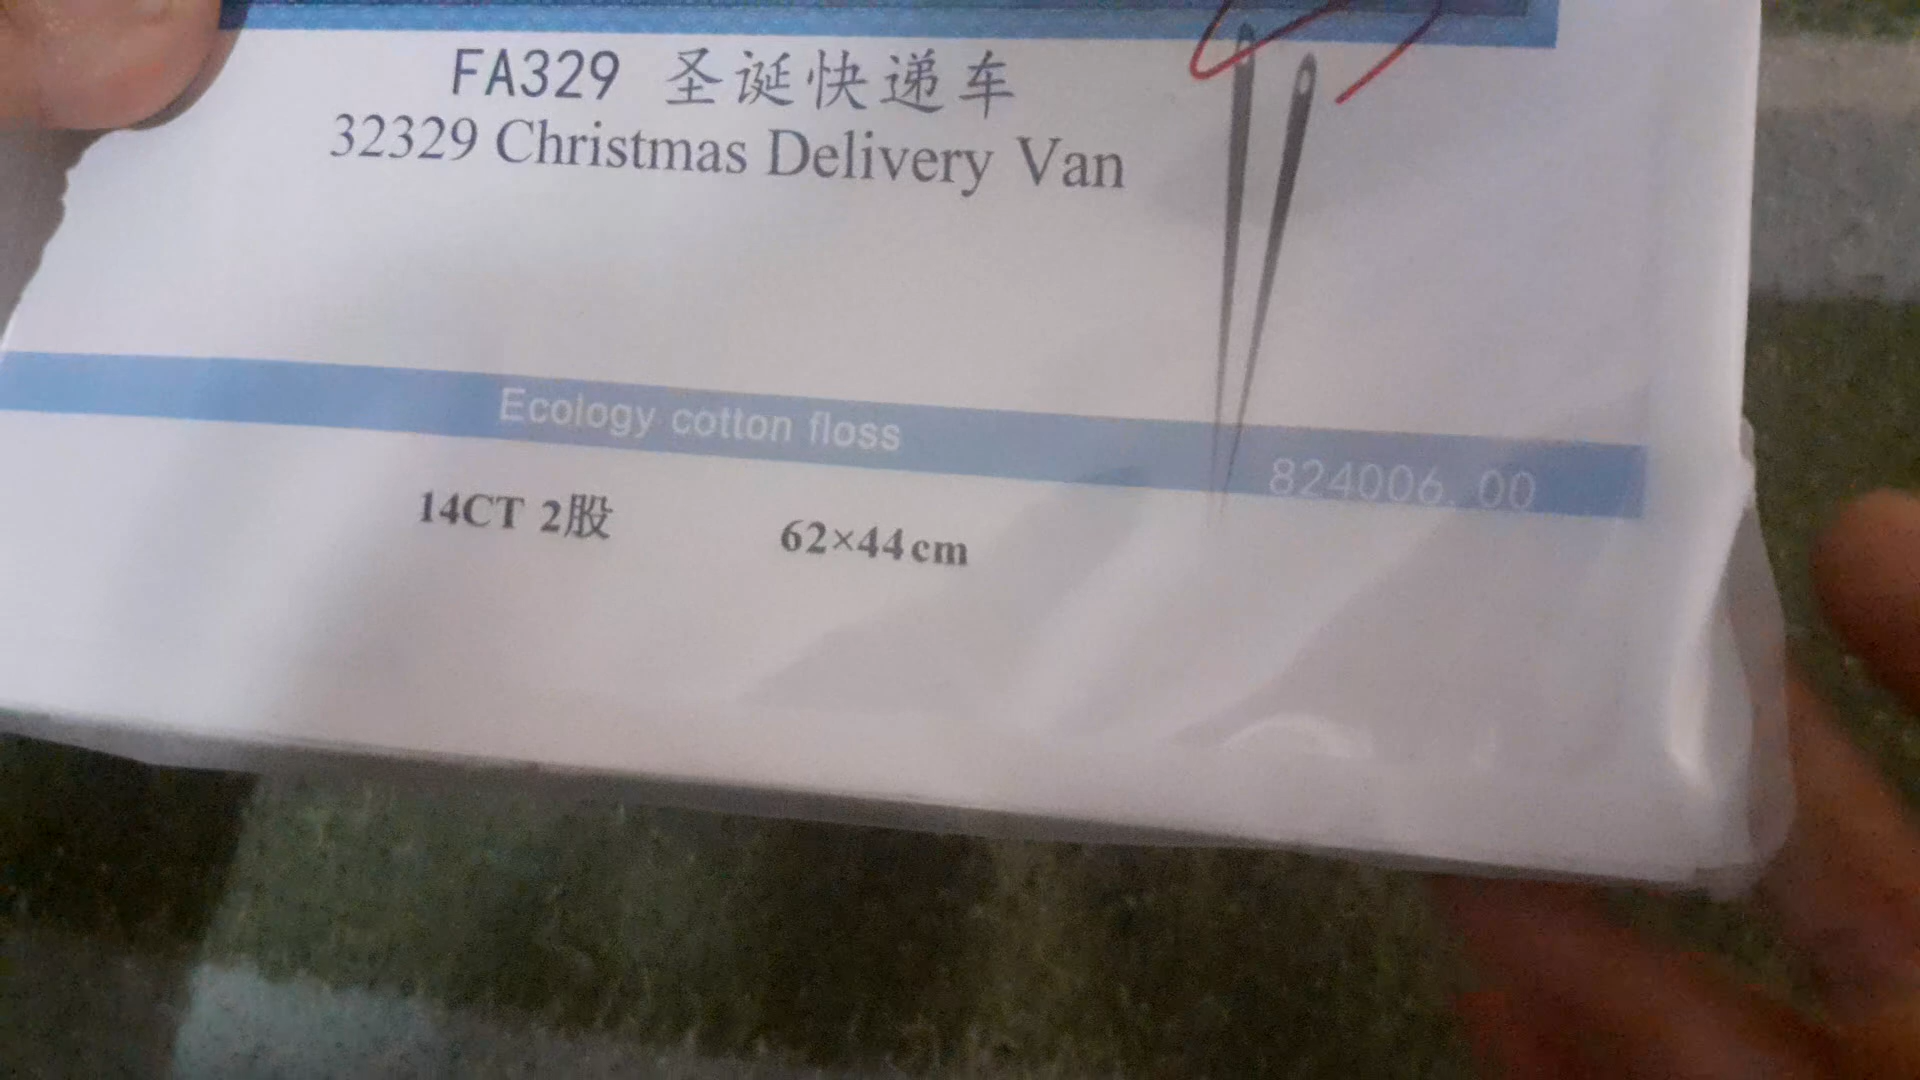 FA329 圣诞快递车
32329 Christmas Delivery Van
Ecology cotton floss
824006.00
14CT 2股 62×44cm